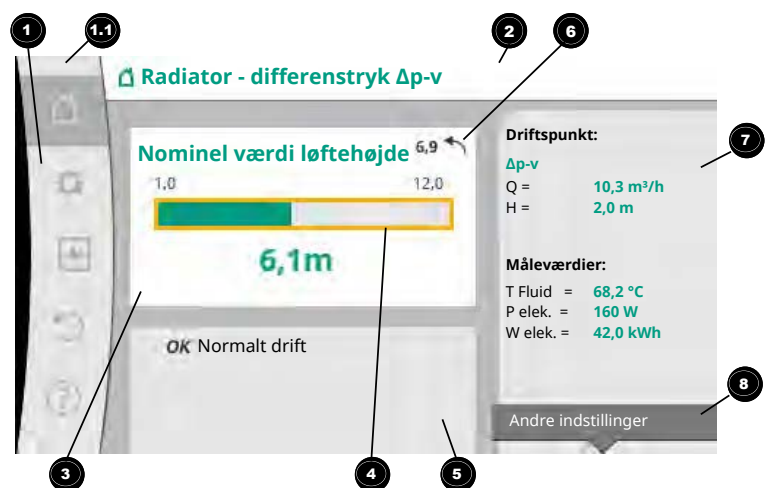 1
1.1
2
6
Radiator - differenstryk Δp-v
Nominel værdi løftehøjde 6,9
1,0
12,0
6,1m
OK Normalt drift
Driftspunkt:
Δp-v
Q = 10,3 m³/h
H = 2,0 m
7
Måleværdier:
T Fluid = 68,2 °C
P elek. = 160 W
W elek. = 42,0 kWh
8
Andre indstillinger
3
4
5
?